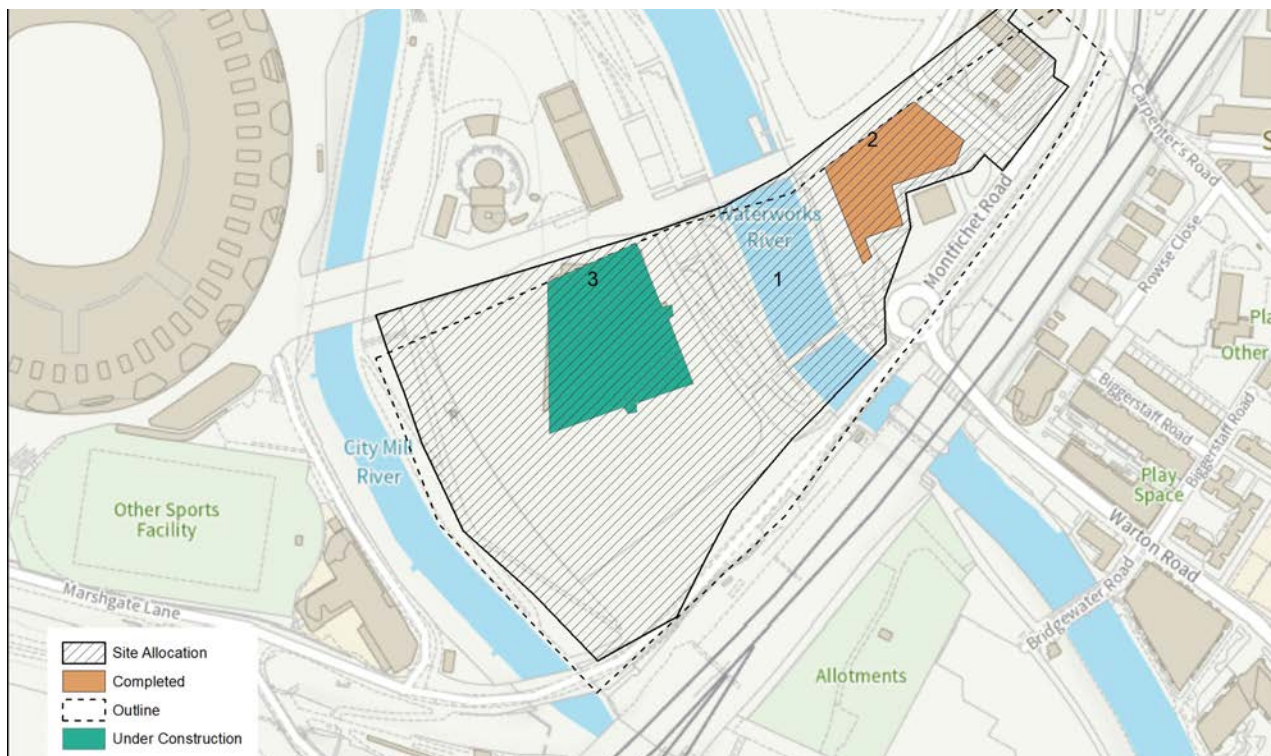 2
Carpenter's Road
S
Waterworks
River
Montfichet Road
Rowse Close
3
1
Pla
Other
Biggerstaff Road
Biggerstaff Road
City Mill
River
Play
Space
Other Sports
Facility
Warton Road
Marshgate Lane
Bridgewater Road
Allotments
Site Allocation
Completed
Outline
Under Construction